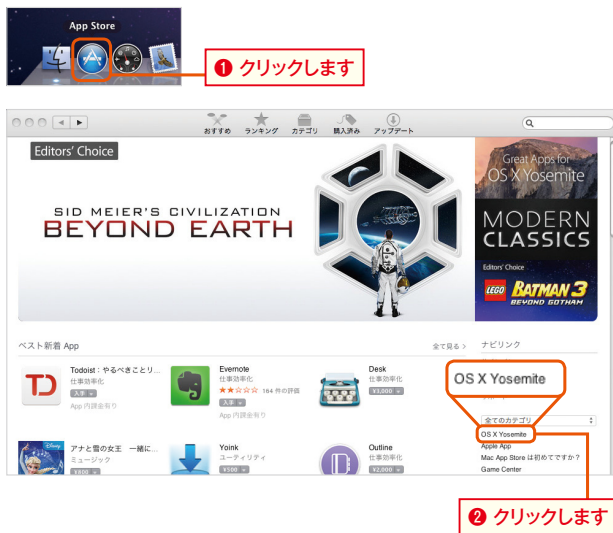 App Store
❶ クリックします
おすすめ ランキング カテゴリ 購入済み アップデート
Editors' Choice
SID MEIER'S CIVILIZATION
BEYOND EARTH
Great Apps for
OS X Yosemite
MODERN
CLASSICS
Editors' Choice
LEGO BATMAN 3
BEYOND GOTHAM
ベスト新着 App
全て見る >
ナビリンク
Todoist：やるべきことリ...
仕事効率化
入手
App 内課金有り
Evernote
仕事効率化
★★☆☆☆ 164 件の評価
入手
App 内課金有り
Desk
仕事効率化
¥3,000
OS X Yosemite
全てのカテゴリ
OS X Yosemite
Apple App
Mac App Store は初めてですか？
Game Center
Disney
アナと雪の女王 一緒に...
ミュージック
¥800
Yoink
ユーティリティ
¥500
Outline
仕事効率化
¥2,000
❷ クリックします